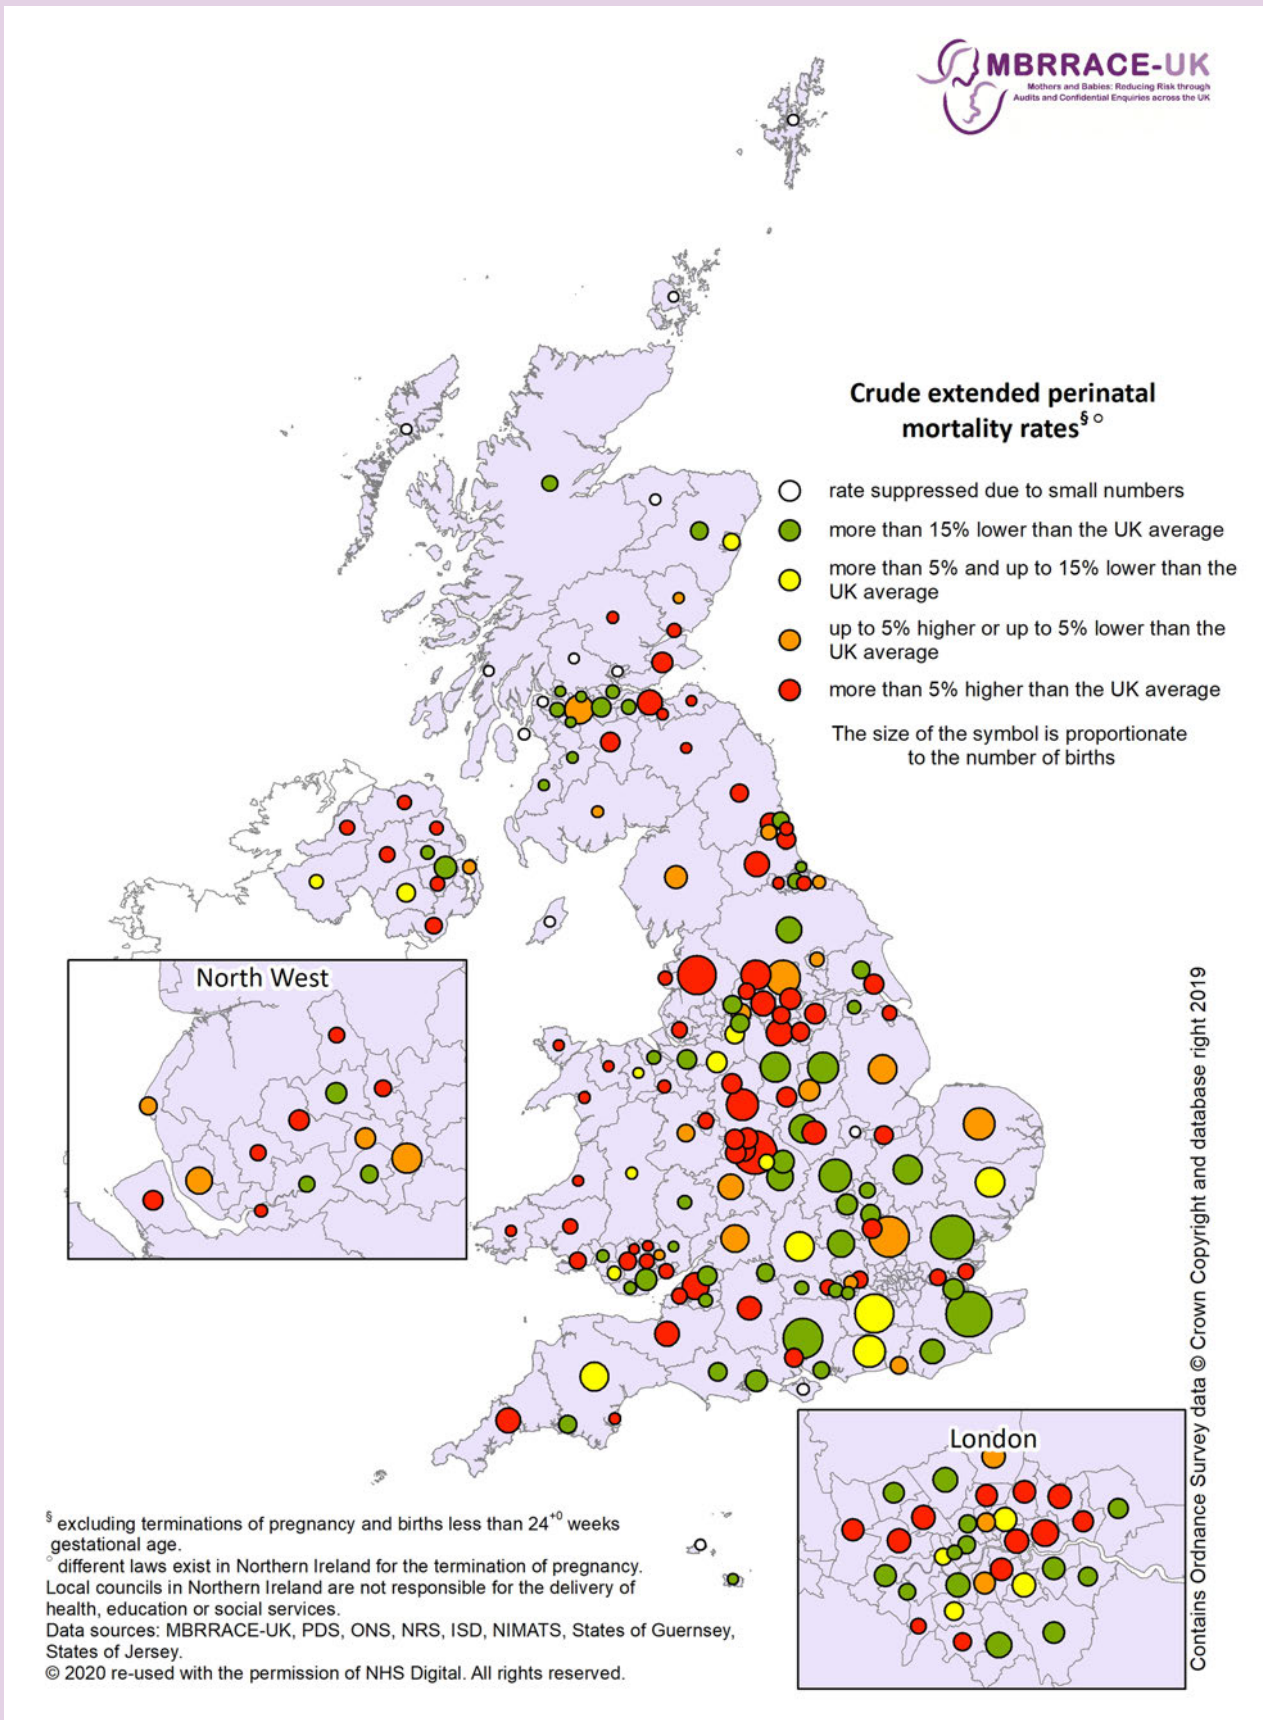 MBRRACE-UK
Mothers and Babies: Reducing Risk through
Audits and Confidential Enquiries across the UK
Crude extended perinatal
mortality rates§ ○
rate suppressed due to small numbers
more than 15% lower than the UK average
more than 5% and up to 15% lower than the
UK average
up to 5% higher or up to 5% lower than the
UK average
more than 5% higher than the UK average
The size of the symbol is proportionate
to the number of births
North West
London
§ excluding terminations of pregnancy and births less than 24+0 weeks
gestational age.
○ different laws exist in Northern Ireland for the termination of pregnancy.
Local councils in Northern Ireland are not responsible for the delivery of
health, education or social services.
Data sources: MBRRACE-UK, PDS, ONS, NRS, ISD, NIMATS, States of Guernsey,
States of Jersey.
© 2020 re-used with the permission of NHS Digital. All rights reserved.
Contains Ordnance Survey data © Crown Copyright and database right 2019